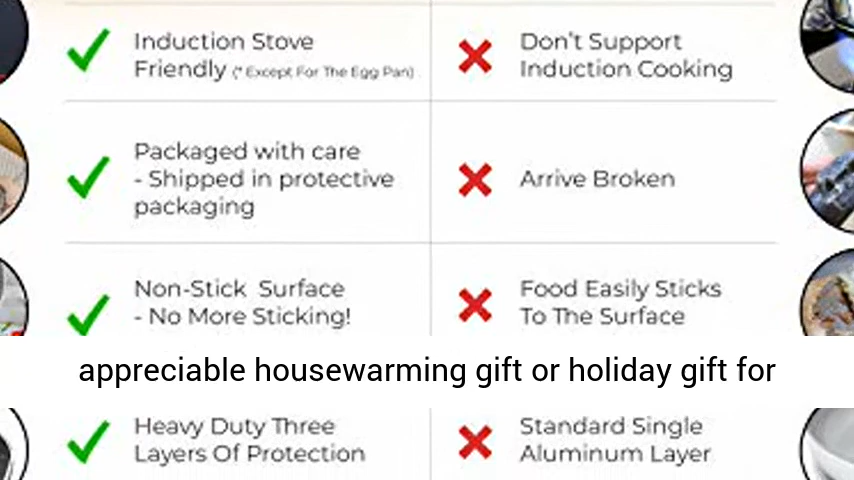 Induction Stove
Friendly (* Except For The Egg Pan)
Don't Support
Induction Cooking
Packaged with care
- Shipped in protective
packaging
Arrive Broken
Non-Stick Surface
- No More Sticking!
Food Easily Sticks
To The Surface
appreciable housewarming gift or holiday gift for
Heavy Duty Three
Layers Of Protection
Standard Single
Aluminum Layer